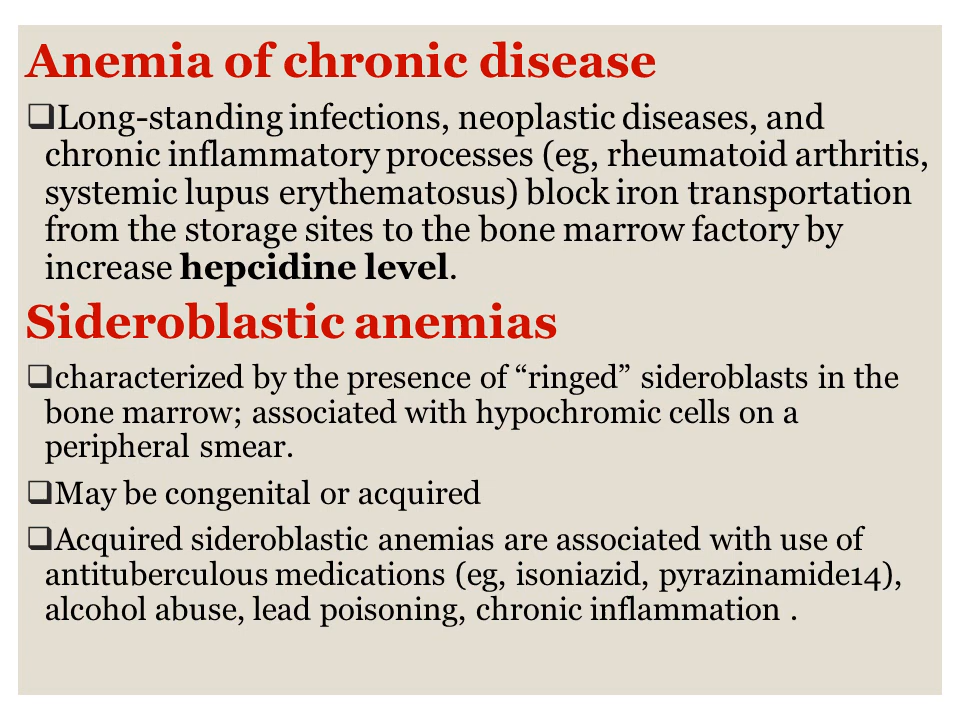 Anemia of chronic disease
❑Long-standing infections, neoplastic diseases, and
chronic inflammatory processes (eg, rheumatoid arthritis,
systemic lupus erythematosus) block iron transportation
from the storage sites to the bone marrow factory by
increase hepcidine level.
Sideroblastic anemias
❑characterized by the presence of “ringed” sideroblasts in the
bone marrow; associated with hypochromic cells on a
peripheral smear.
❑May be congenital or acquired
❑Acquired sideroblastic anemias are associated with use of
antituberculous medications (eg, isoniazid, pyrazinamide14),
alcohol abuse, lead poisoning, chronic inflammation .